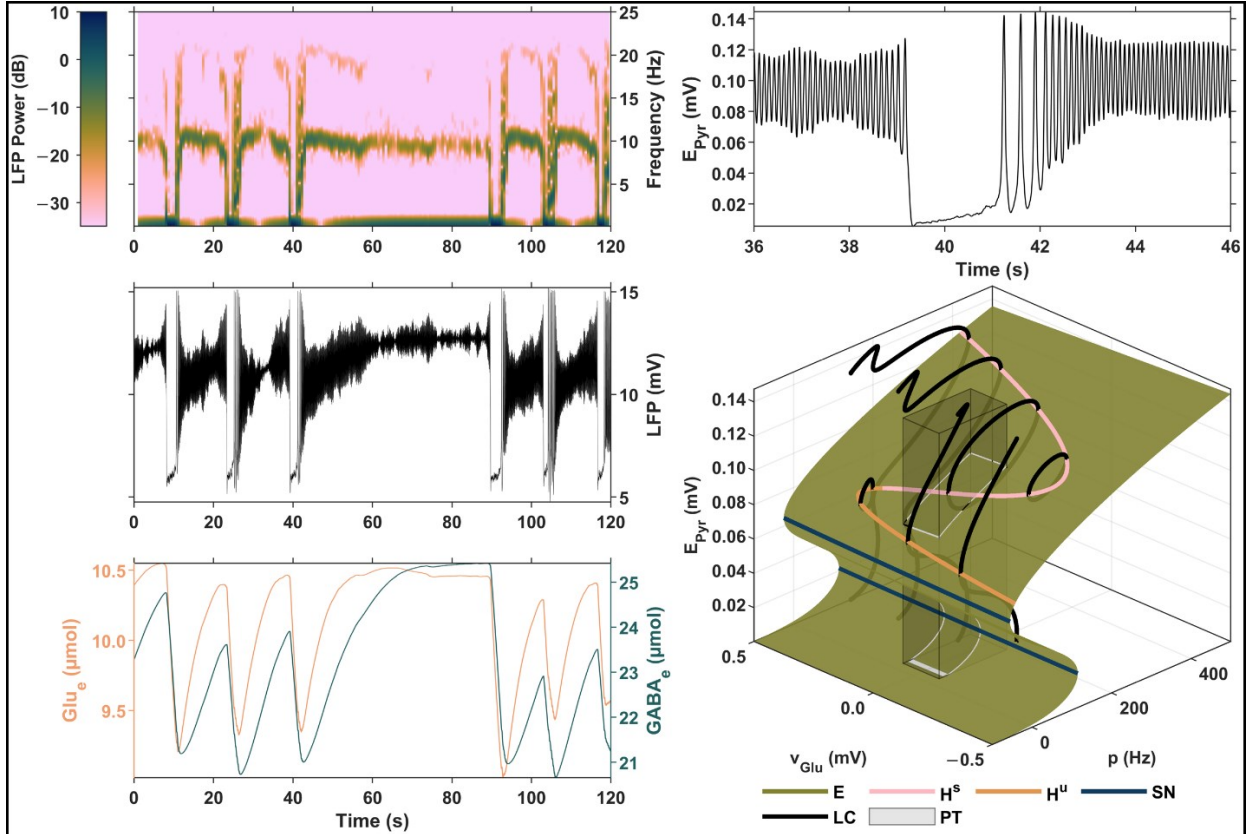 LFP Power (dB)
10
0
−10
−20
−30
25
20
15
10
5
Frequency (Hz)
0 20 40 60 80 100 120
15
10
5
LFP (mV)
0 20 40 60 80 100 120
Glu_e (μmol)
10.5
10.0
9.5
25
24
23
22
21
20
GABA_e (μmol)
0 20 40 60 80 100 120
Time (s)
E_Pyr (mV)
0.14
0.12
0.10
0.08
0.06
0.04
0.02
36 38 40 42 44 46
Time (s)
E_Pyr (mV)
0.14
0.12
0.10
0.08
0.06
0.04
0.02
0.5
0.0
−0.5
v_Glu (mV)
0
200
400
p (Hz)
E H^s H^u SN
LC PT